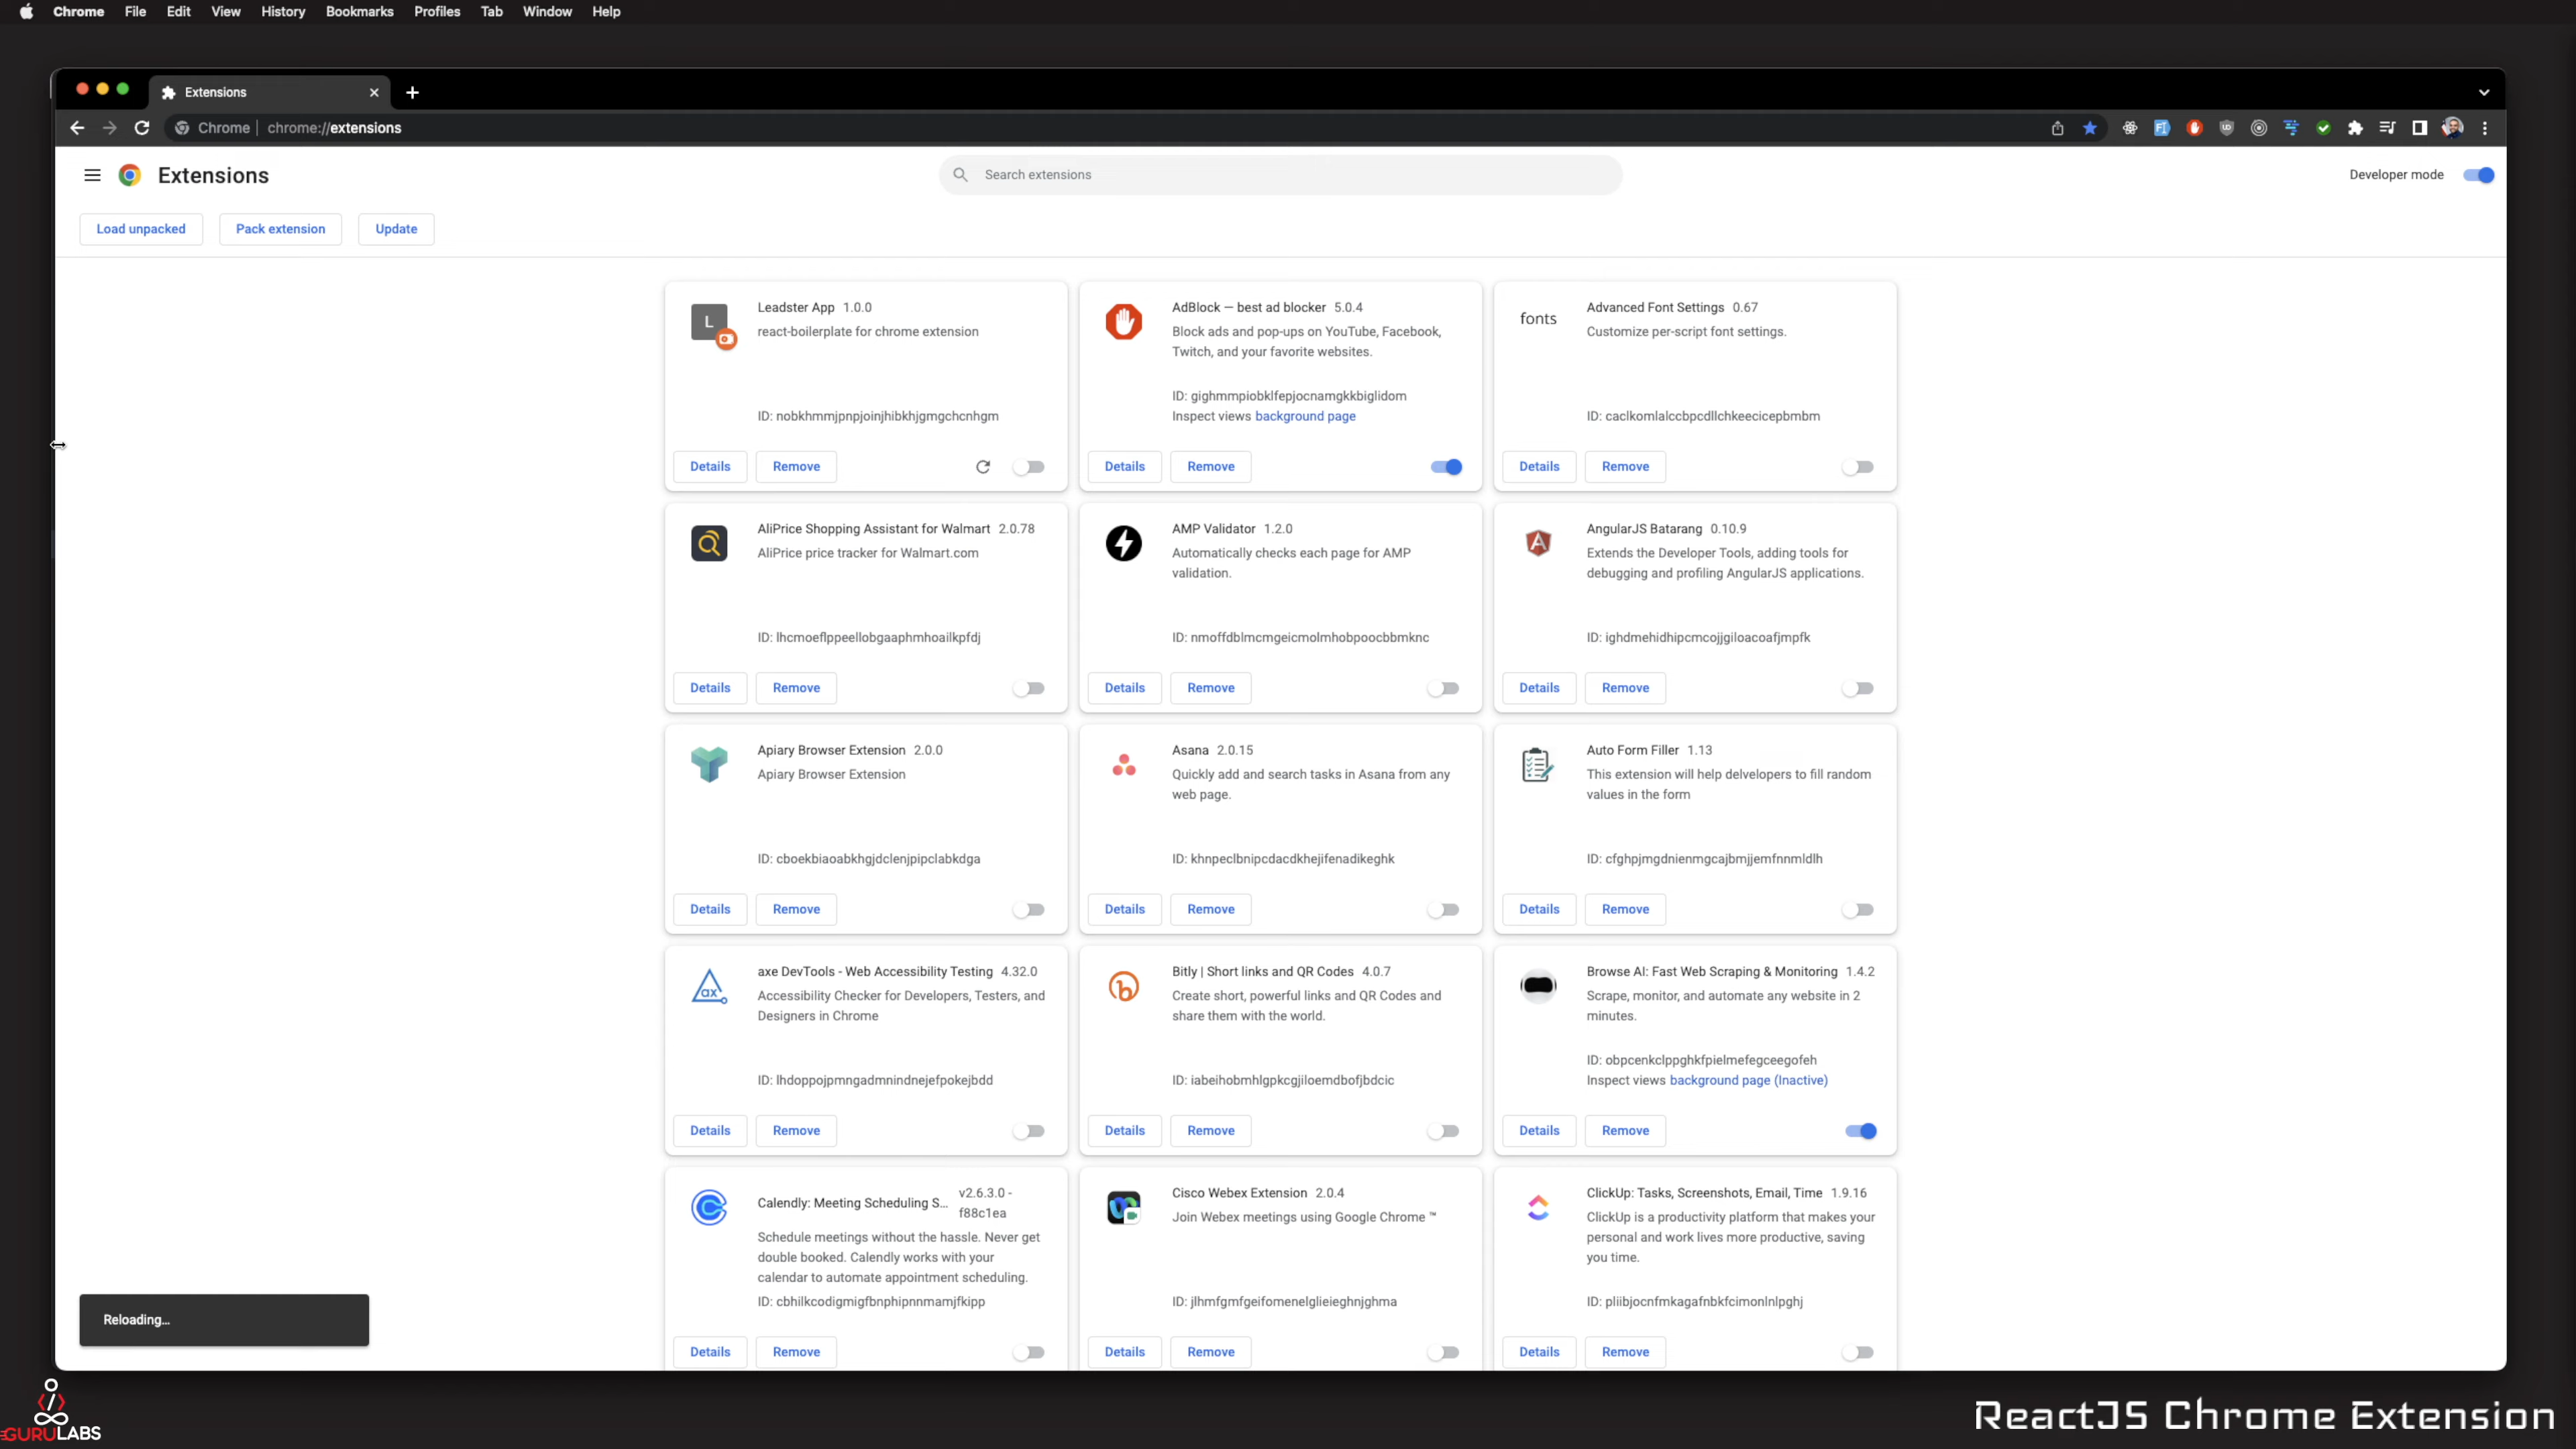 Chrome File Edit View History Bookmarks Profiles Tab Window Help
Extensions
Chrome | chrome://extensions
Extensions
Search extensions
Developer mode
Load unpacked
Pack extension
Update
L
Leadster App 1.0.0
react-boilerplate for chrome extension
ID: nobkhmmjpnpjoinjhibkhjgmgchcnhgm
Details Remove
AdBlock — best ad blocker 5.0.4
Block ads and pop-ups on YouTube, Facebook,
Twitch, and your favorite websites.
ID: gighmmpiobklfepjocnamgkkbiglidom
Inspect views background page
Details Remove
fonts
Advanced Font Settings 0.67
Customize per-script font settings.
ID: caclkomlalccbpcdllchkeecicepbmbm
Details Remove
AliPrice Shopping Assistant for Walmart 2.0.78
AliPrice price tracker for Walmart.com
ID: lhcmoeflppeellobgaaphmhoailkpfdj
Details Remove
AMP Validator 1.2.0
Automatically checks each page for AMP
validation.
ID: nmoffdblmcmgeicmolmhobpoocbbmknc
Details Remove
A
AngularJS Batarang 0.10.9
Extends the Developer Tools, adding tools for
debugging and profiling AngularJS applications.
ID: ighdmehidhipcmcojjgiloacoafjmpfk
Details Remove
Apiary Browser Extension 2.0.0
Apiary Browser Extension
ID: cboekbiaoabkhgjdclenjpipclabkdga
Details Remove
Asana 2.0.15
Quickly add and search tasks in Asana from any
web page.
ID: khnpeclbnipcdacdkhejifenadikeghk
Details Remove
Auto Form Filler 1.13
This extension will help delvelopers to fill random
values in the form
ID: cfghpjmgdnienmgcajbmjjemfnnmldlh
Details Remove
ax
axe DevTools - Web Accessibility Testing 4.32.0
Accessibility Checker for Developers, Testers, and
Designers in Chrome
ID: lhdoppojpmngadmnindnejefpokejbdd
Details Remove
b
Bitly | Short links and QR Codes 4.0.7
Create short, powerful links and QR Codes and
share them with the world.
ID: iabeihobmhlgpkcgjiloemdbofjbdcic
Details Remove
Browse AI: Fast Web Scraping & Monitoring 1.4.2
Scrape, monitor, and automate any website in 2
minutes.
ID: obpcenkclppghkfpielmefegceegofeh
Inspect views background page (Inactive)
Details Remove
Calendly: Meeting Scheduling S... v2.6.3.0 -
f88c1ea
Schedule meetings without the hassle. Never get
double booked. Calendly works with your
calendar to automate appointment scheduling.
ID: cbhilkcodigmigfbnphipnnmamjfkipp
Details Remove
Cisco Webex Extension 2.0.4
Join Webex meetings using Google Chrome ™
ID: jlhmfgmfgeifomenelglieieghnjghma
Details Remove
ClickUp: Tasks, Screenshots, Email, Time 1.9.16
ClickUp is a productivity platform that makes your
personal and work lives more productive, saving
you time.
ID: pliibjocnfmkagafnbkfcimonlnlpghj
Details Remove
Reloading...
GURULABS
ReactJS Chrome Extension